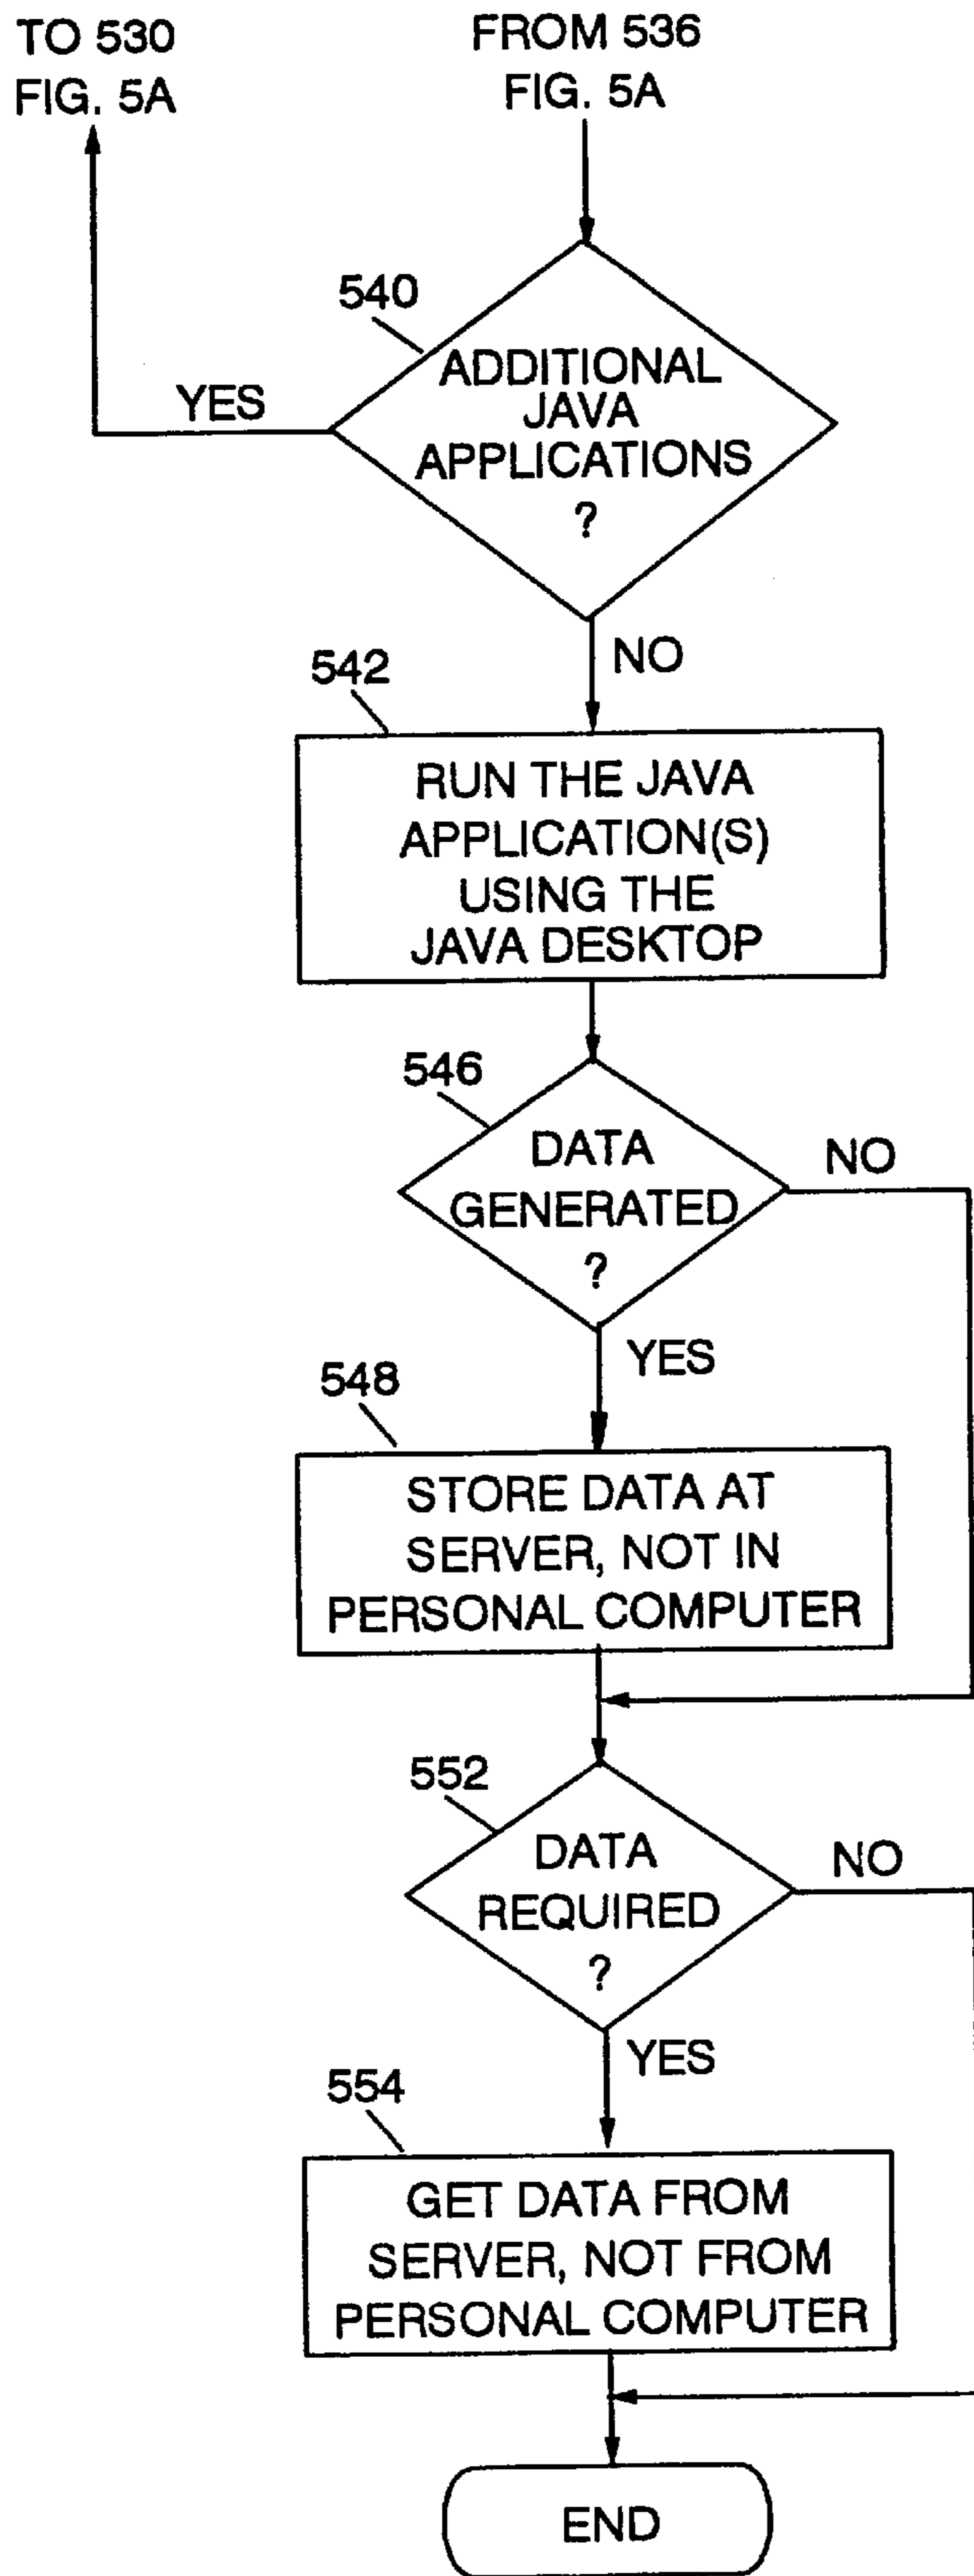 TO 530
FIG. 5A
FROM 536
FIG. 5A
540
ADDITIONAL
JAVA
APPLICATIONS
?
YES
NO
542
RUN THE JAVA
APPLICATION(S)
USING THE
JAVA DESKTOP
546
DATA
GENERATED
?
NO
YES
548
STORE DATA AT
SERVER, NOT IN
PERSONAL COMPUTER
552
DATA
REQUIRED
?
NO
YES
554
GET DATA FROM
SERVER, NOT FROM
PERSONAL COMPUTER
END